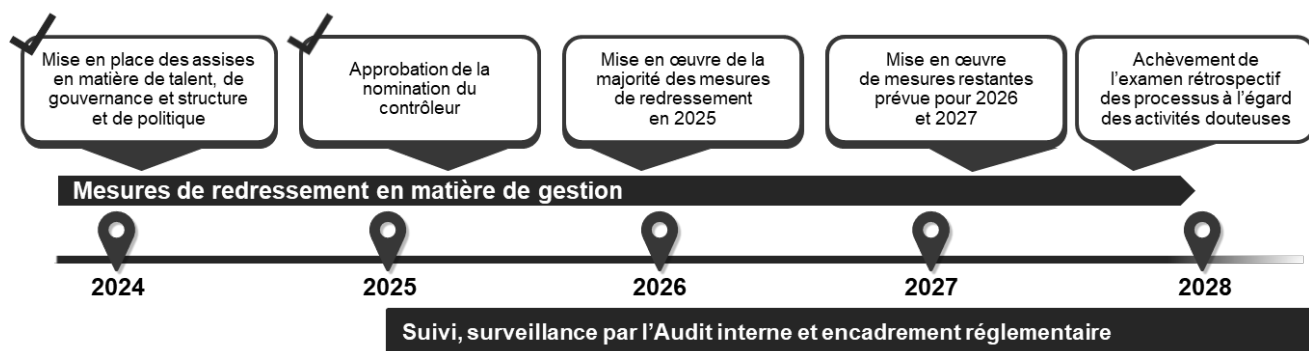 Mise en place des assises
en matière de talent, de
gouvernance et structure
et de politique
Approbation de la
nomination du
contrôleur
Mise en œuvre de la
majorité des mesures
de redressement
en 2025
Mise en œuvre
de mesures restantes
prévue pour 2026
et 2027
Achèvement de
l’examen rétrospectif
des processus à l’égard
des activités douteuses
Mesures de redressement en matière de gestion
2024
2025
2026
2027
2028
Suivi, surveillance par l’Audit interne et encadrement réglementaire